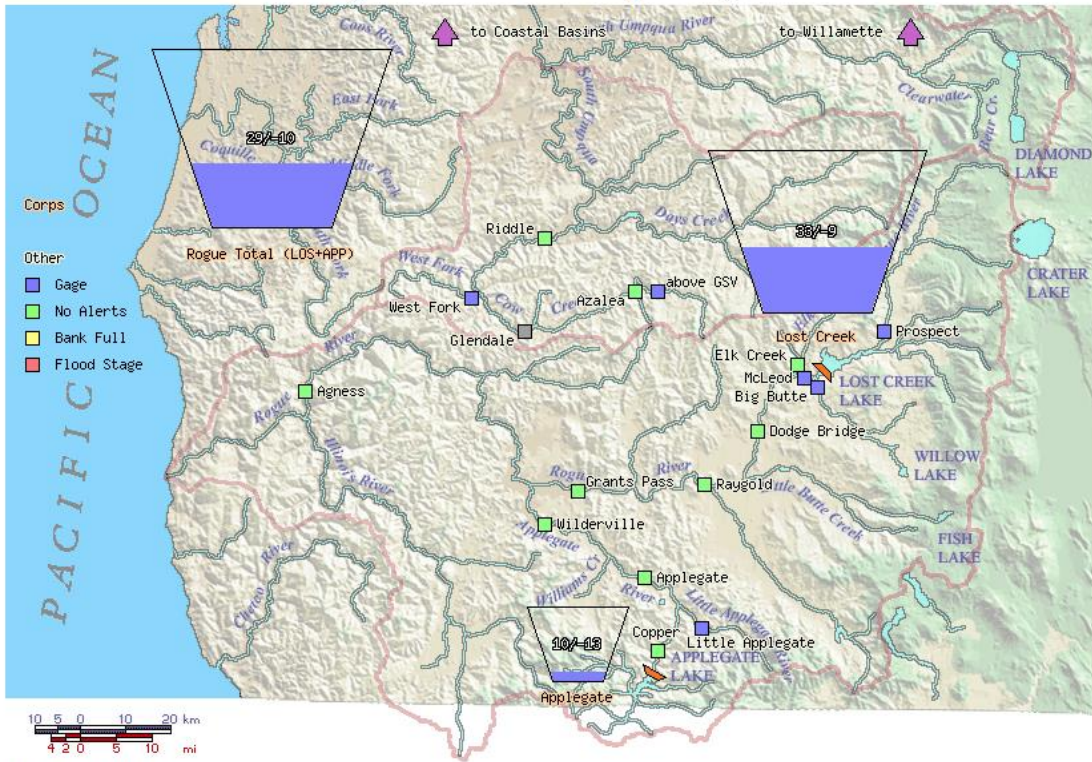 to Coastal Basins
to Willamette
Umpqua River
Coos River
South Umpqua
Clearwater
Bear Cr.
DIAMOND
LAKE
PACIFIC OCEAN
East Fork
29/-10
Coquille
Middle Fork
Corps
Other
Gage
No Alerts
Bank Full
Flood Stage
Rogue Total (LOS+APP)
Riddle
Days Creek
33/-9
River
CRATER
LAKE
West Fork
West Fork
Cow
Glendale
Azalea
above GSV
Lost Creek
Prospect
Elk Creek
McLeod
Big Butte
LOST CREEK
LAKE
Rogue
River
Agness
Illinois River
Dodge Bridge
WILLOW
LAKE
River
Grants Pass
Raygold
Little Butte Creek
FISH
LAKE
Wilderville
Applegate
Chetco River
Williams Cr
Applegate
River
Little Applegate River
10/-13
Copper
Little Applegate
APPLEGATE
LAKE
Applegate
10 5 0 10 20 km
4 2 0 5 10 mi